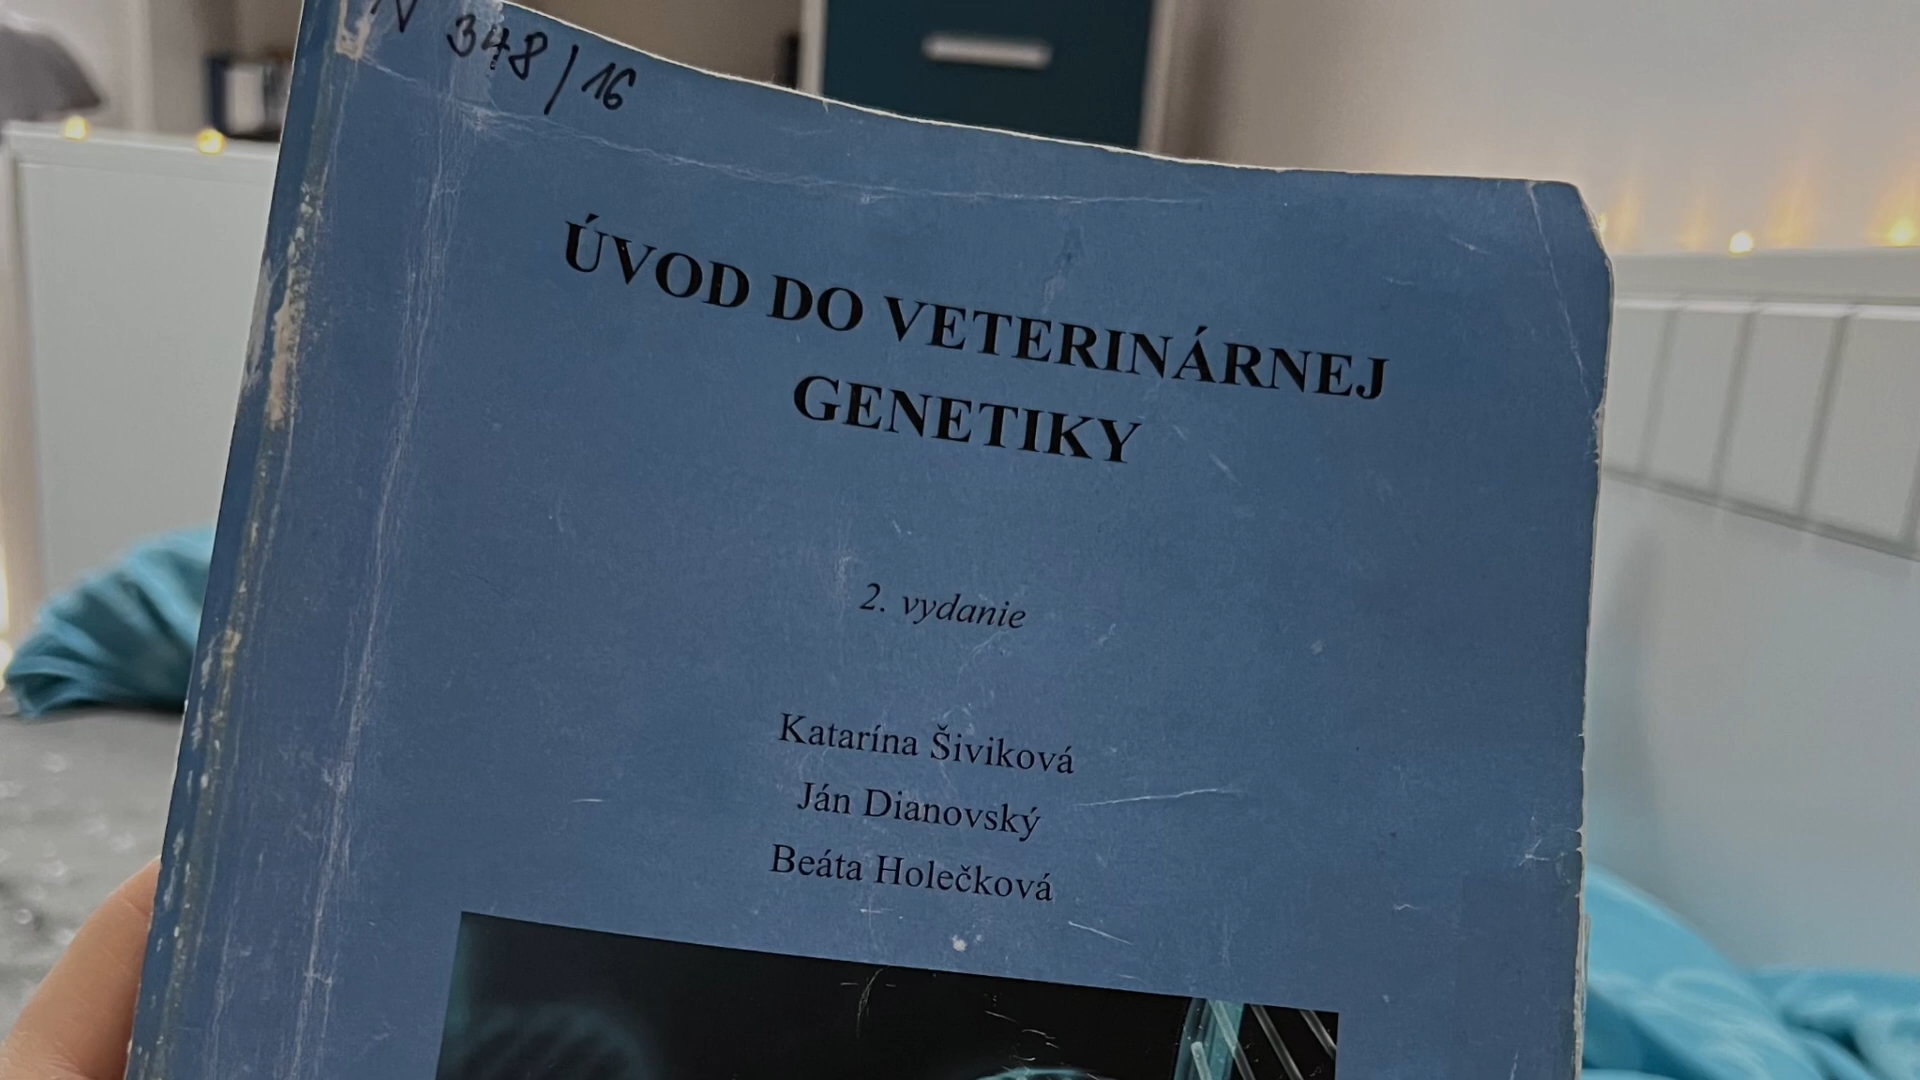 N 348/16
ÚVOD DO VETERINÁRNEJ
GENETIKY
2. vydanie
Katarína Šiviková
Ján Dianovský
Beáta Holečková